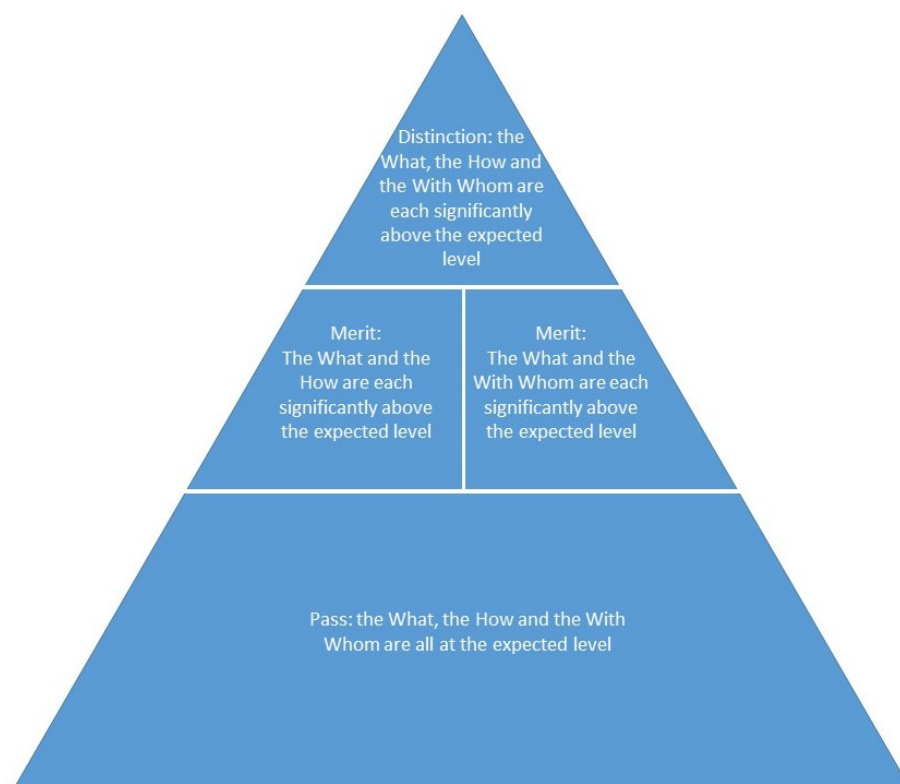 Distinction: the
What, the How and
the With Whom are
each significantly
above the expected
level
Merit:
The What and the
How are each
significantly above
the expected level
Merit:
The What and the
With Whom are each
significantly above
the expected level
Pass: the What, the How and the With
Whom are all at the expected level